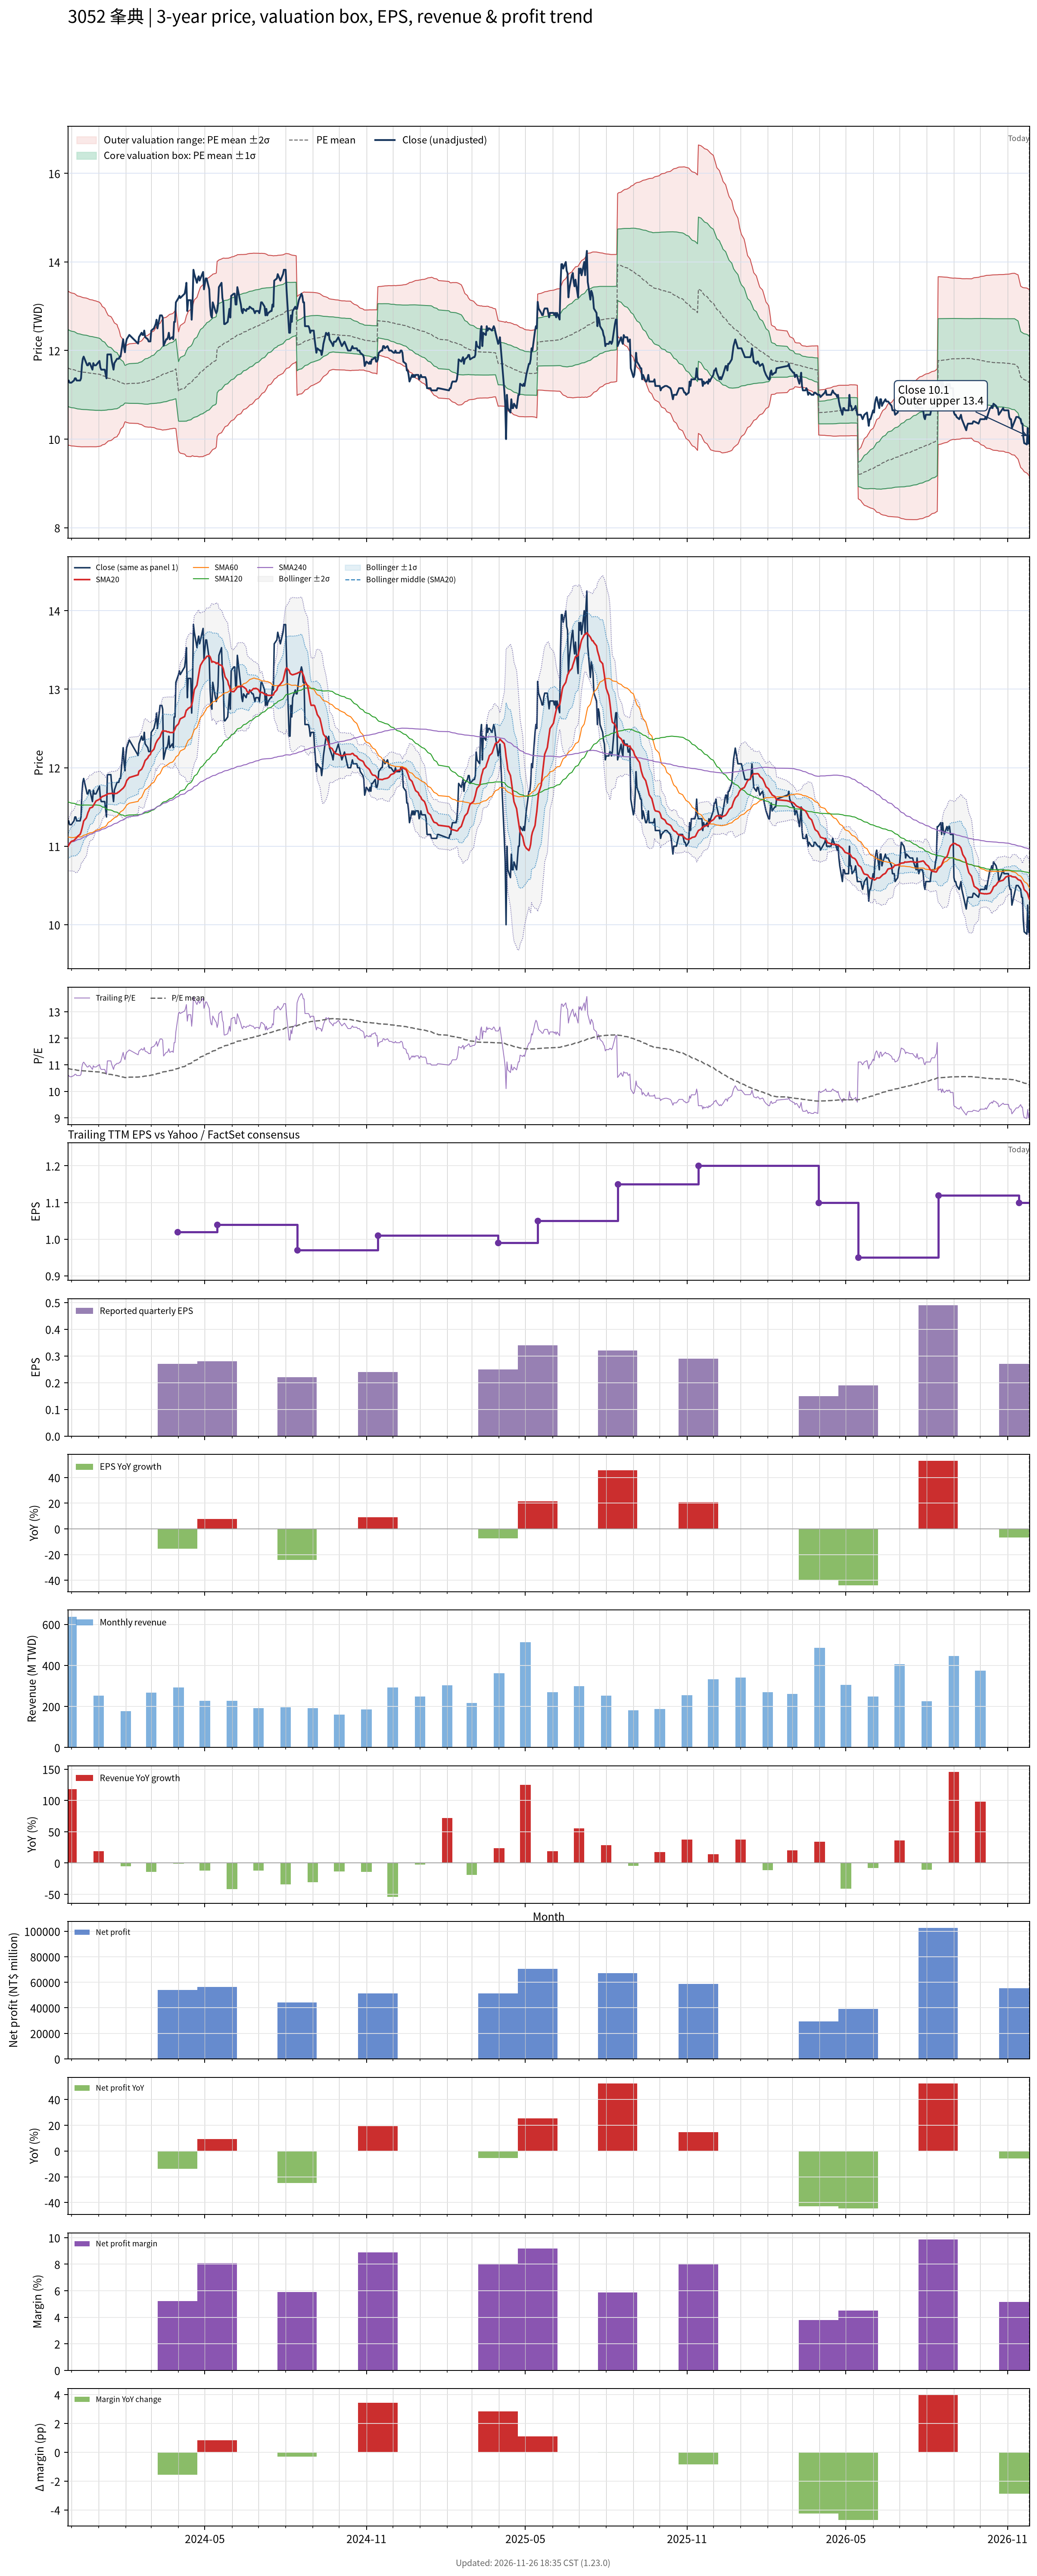 3052 夆典 | 3-year price, valuation box, EPS, revenue & profit trend
Outer valuation range: PE mean ±2σ
Core valuation box: PE mean ±1σ
PE mean
Close (unadjusted)
Today
Price (TWD)
16
14
12
10
8
Close 10.1
Outer upper 13.4
Close (same as panel 1)
SMA20
SMA60
SMA120
SMA240
Bollinger ±2σ
Bollinger ±1σ
Bollinger middle (SMA20)
Price
14
13
12
11
10
Trailing P/E
P/E mean
P/E
13
12
11
10
9
Trailing TTM EPS vs Yahoo / FactSet consensus
Today
EPS
1.2
1.1
1.0
0.9
Reported quarterly EPS
EPS
0.5
0.4
0.3
0.2
0.1
0.0
EPS YoY growth
YoY (%)
40
20
0
-20
-40
Monthly revenue
Revenue (M TWD)
600
400
200
0
Revenue YoY growth
YoY (%)
150
100
50
0
-50
Month
Net profit
Net profit (NT$ million)
100000
80000
60000
40000
20000
0
Net profit YoY
YoY (%)
40
20
0
-20
-40
Net profit margin
Margin (%)
10
8
6
4
2
0
Margin YoY change
Δ margin (pp)
4
2
0
-2
-4
2024-05
2024-11
2025-05
2025-11
2026-05
2026-11
Updated: 2026-11-26 18:35 CST (1.23.0)